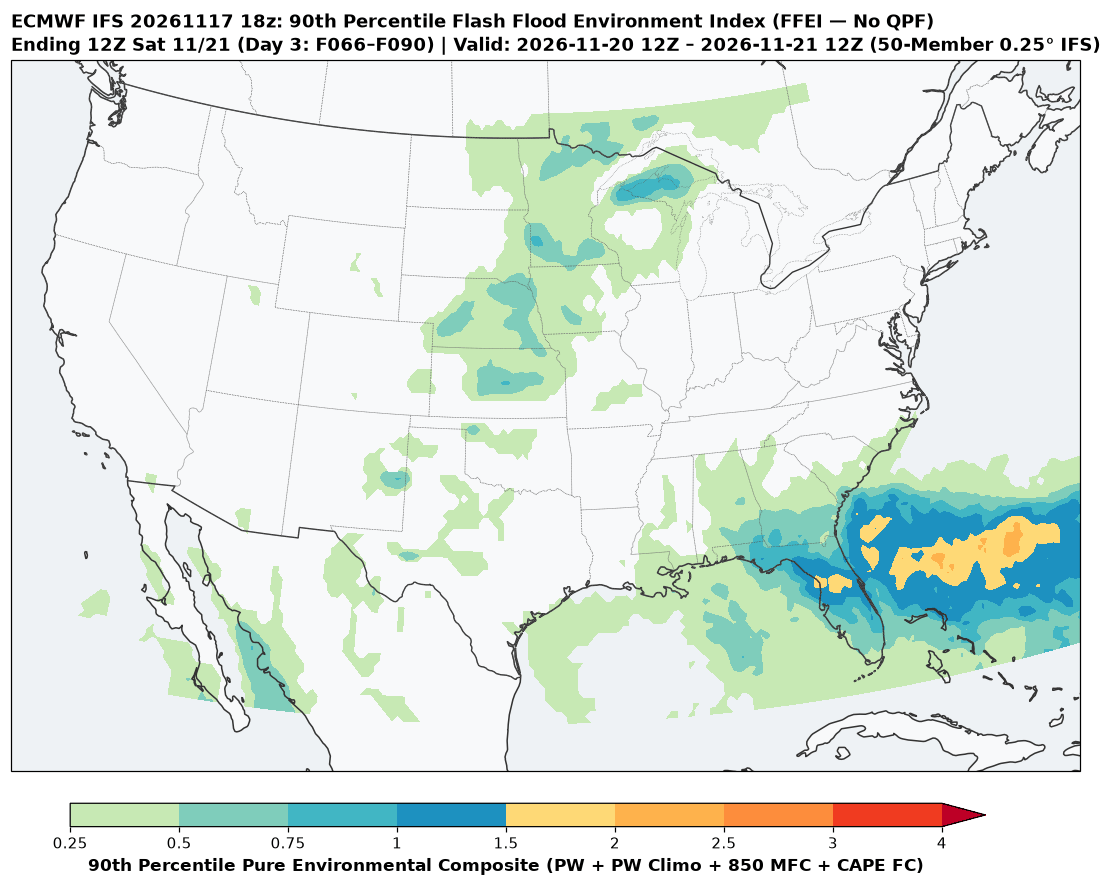 ECMWF IFS 20261117 18z: 90th Percentile Flash Flood Environment Index (FFEI — No QPF)
Ending 12Z Sat 11/21 (Day 3: F066–F090) | Valid: 2026-11-20 12Z – 2026-11-21 12Z (50-Member 0.25° IFS)
0.25 0.5 0.75 1 1.5 2 2.5 3 4
90th Percentile Pure Environmental Composite (PW + PW Climo + 850 MFC + CAPE FC)